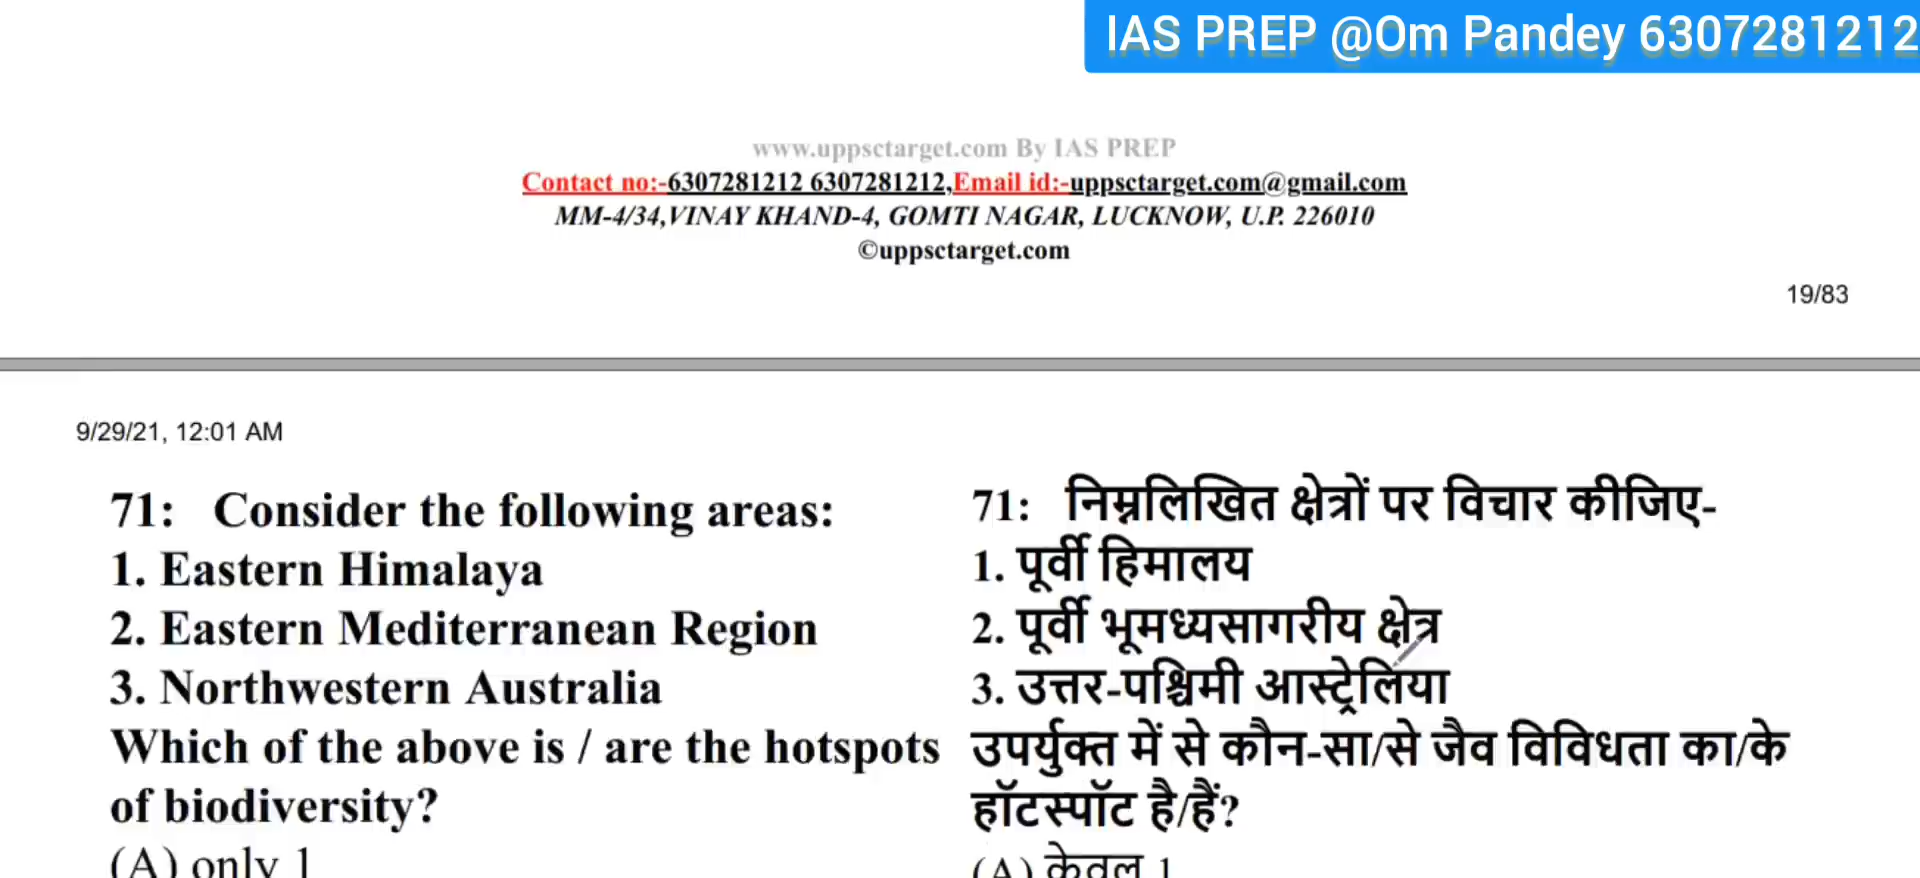 IAS PREP @Om Pandey 6307281212
www.uppsctarget.com By IAS PREP
Contact no:-6307281212 6307281212,Email id:-uppsctarget.com@gmail.com
MM-4/34,VINAY KHAND-4, GOMTI NAGAR, LUCKNOW, U.P. 226010
©uppsctarget.com
19/83
9/29/21, 12:01 AM
71: Consider the following areas:
1. Eastern Himalaya
2. Eastern Mediterranean Region
3. Northwestern Australia
Which of the above is / are the hotspots
of biodiversity?
(A) only 1
71: निम्नलिखित क्षेत्रों पर विचार कीजिए-
1. पूर्वी हिमालय
2. पूर्वी भूमध्यसागरीय क्षेत्र
3. उत्तर-पश्चिमी आस्ट्रेलिया
उपर्युक्त में से कौन-सा/से जैव विविधता का/के
हॉटस्पॉट है/हैं?
(A) केवल 1